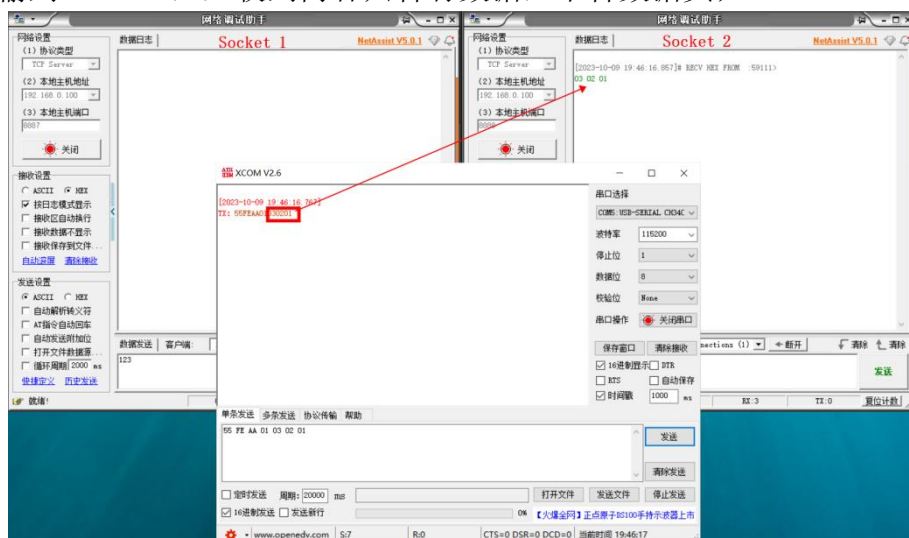 网络调试助手
网络设置
(1) 协议类型
TCP Server
(2) 本地主机地址
192.168.0.100
(3) 本地主机端口
8887
关闭
接收设置
ASCII HEX
按日志模式显示
接收区自动换行
接收数据不显示
接收保存到文件...
自动滚屏 清除接收
发送设置
ASCII HEX
自动解析转义符
AT指令自动回车
自动发送附加位
打开文件数据源...
循环周期 2000 ms
快捷定义 历史发送
就绪!
数据日志
Socket 1
NetAssist V5.0.1
数据发送 客户端:
123
网络调试助手
网络设置
(1) 协议类型
TCP Server
(2) 本地主机地址
192.168.0.100
(3) 本地主机端口
关闭
数据日志
Socket 2
NetAssist V5.0.1
[2023-10-09 19:46:16.857]# RECV HEX FROM :59111>
03 02 01
(1) 断开 清除 清除
发送
RX:3 TX:0 复位计数
XCOM V2.6
[2023-10-09 19:46:16.767]
TX: 55FEAA01030201
串口选择
COM5: USB-SERIAL CH34C
波特率 115200
停止位 1
数据位 8
校验位 None
串口操作 关闭串口
保存窗口 清除接收
16进制显示 DTR
RTS 自动保存
时间戳 1000 ms
单条发送 多条发送 协议传输 帮助
55 FE AA 01 03 02 01
发送
清除发送
定时发送 周期: 20000 ms 打开文件 发送文件 停止发送
16进制发送 发送新行 0% 【火爆全网】正点原子DS100手持示波器上市
www.openedv.com S:7 R:0 CTS=0 DSR=0 DCD=0 当前时间 19:46:17